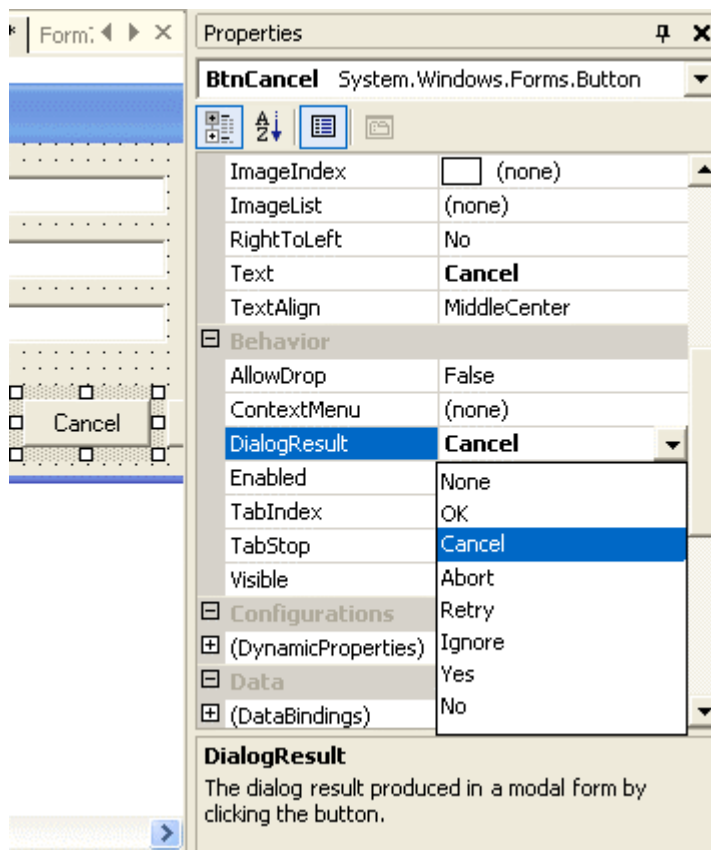 * Form:
Properties
BtnCancel System.Windows.Forms.Button
ImageIndex (none)
ImageList (none)
RightToLeft No
Text Cancel
TextAlign MiddleCenter
Behavior
AllowDrop False
ContextMenu (none)
Cancel
DialogResult Cancel
Enabled
None
TabIndex
OK
TabStop
Cancel
Visible
Abort
Configurations
Retry
(DynamicProperties)
Ignore
Data
Yes
(DataBindings)
No
DialogResult
The dialog result produced in a modal form by
clicking the button.